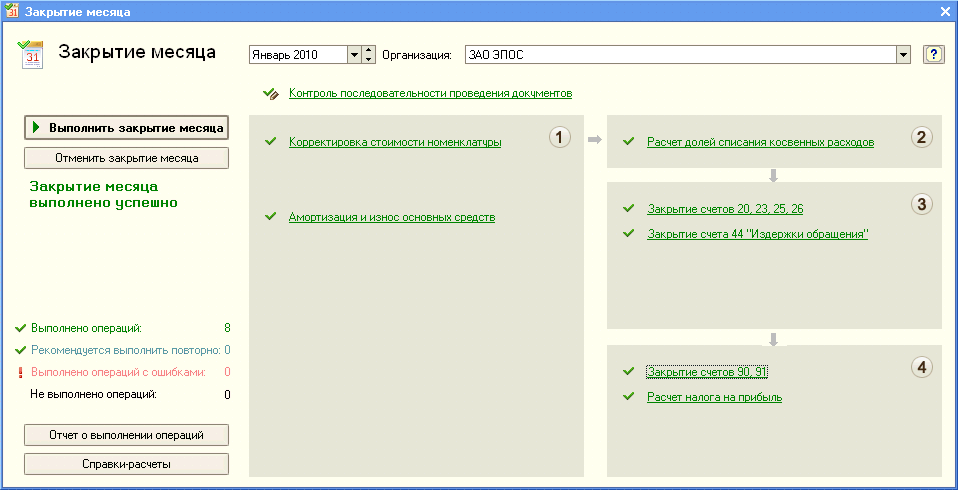 Закрытие месяца
Закрытие месяца
Январь 2010
Организация:
ЗАО ЭПОС
?
31
Контроль последовательности проведения документов
Выполнить закрытие месяца
Отменить закрытие месяца
Закрытие месяца
выполнено успешно
1
Корректировка стоимости номенклатуры
Амортизация и износ основных средств
2
Расчет долей списания косвенных расходов
3
Закрытие счетов 20, 23, 25, 26
Закрытие счета 44 "Издержки обращения"
4
Закрытие счетов 90, 91
Расчет налога на прибыль
Выполнено операций: 8
Рекомендуется выполнить повторно: 0
Выполнено операций с ошибками: 0
Не выполнено операций: 0
Отчет о выполнении операций
Справки-расчеты